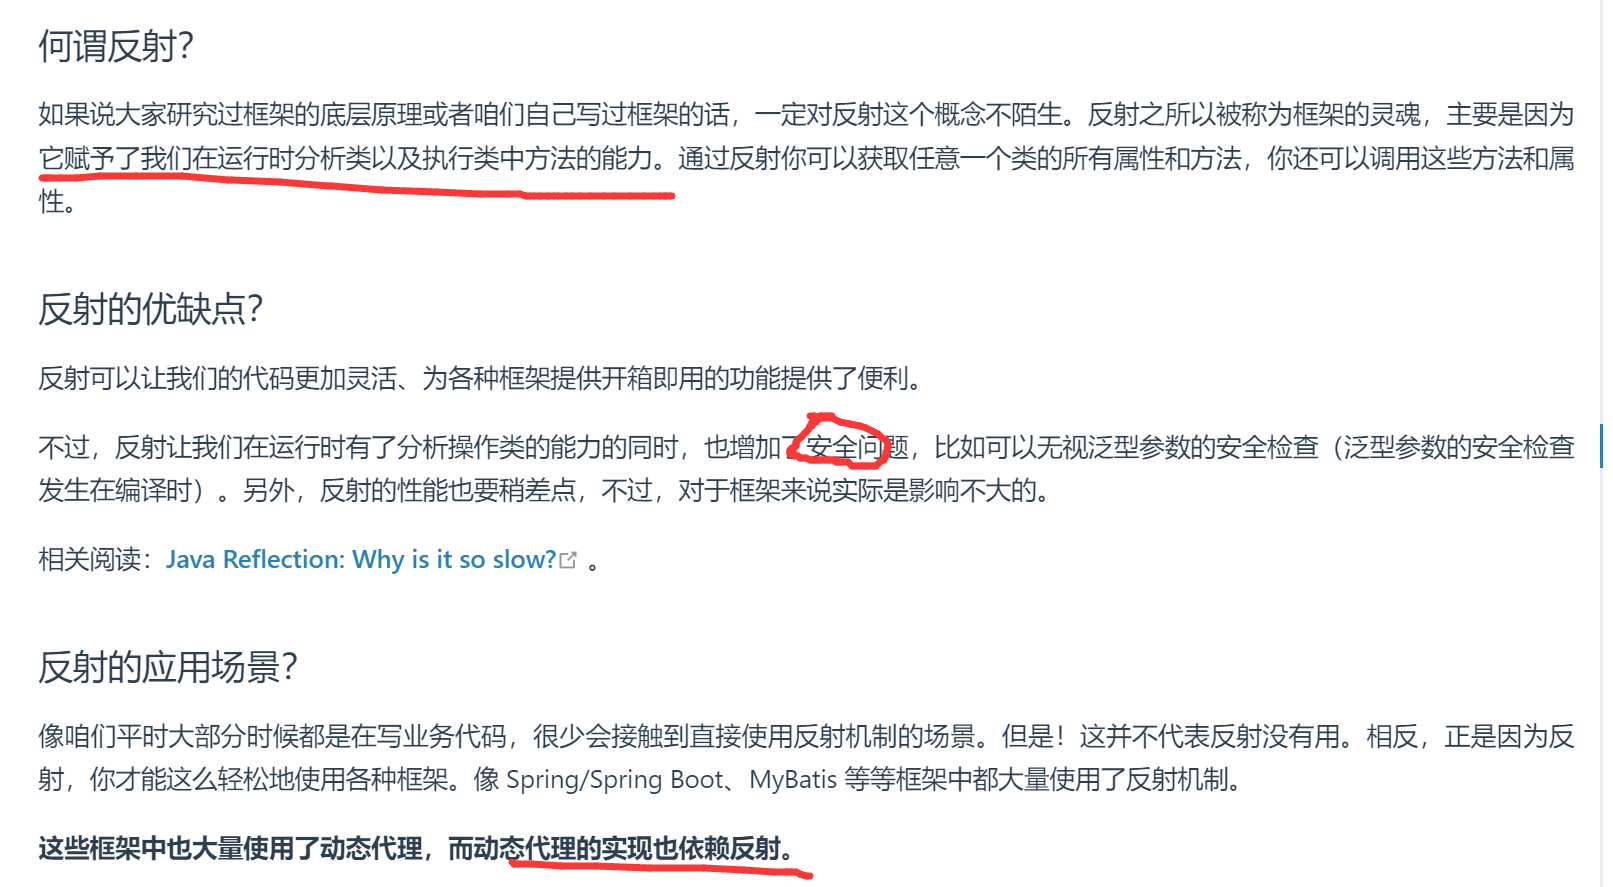 何谓反射？
如果说大家研究过框架的底层原理或者咱们自己写过框架的话，一定对反射这个概念不陌生。反射之所以被称为框架的灵魂，主要是因为
它赋予了我们在运行时分析类以及执行类中方法的能力。通过反射你可以获取任意一个类的所有属性和方法，你还可以调用这些方法和属
性。
反射的优缺点？
反射可以让我们的代码更加灵活、为各种框架提供开箱即用的功能提供了便利。
不过，反射让我们在运行时有了分析操作类的能力的同时，也增加了安全问题，比如可以无视泛型参数的安全检查（泛型参数的安全检查
发生在编译时）。另外，反射的性能也要稍差点，不过，对于框架来说实际是影响不大的。
相关阅读：Java Reflection: Why is it so slow? 。
反射的应用场景？
像咱们平时大部分时候都是在写业务代码，很少会接触到直接使用反射机制的场景。但是！这并不代表反射没有用。相反，正是因为反
射，你才能这么轻松地使用各种框架。像 Spring/Spring Boot、MyBatis 等等框架中都大量使用了反射机制。
这些框架中也大量使用了动态代理，而动态代理的实现也依赖反射。